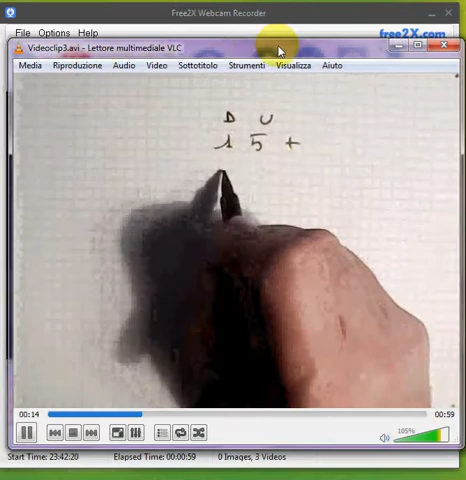 Free2X Webcam Recorder
File Options Help
free2X.com
Videoclip3.avi - Lettore multimediale VLC
Media Riproduzione Audio Video Sottotitolo Strumenti Visualizza Aiuto
D U
1 5 +
00:14 00:59
105%
Start Time: 23:42:20 Elapsed Time: 00:00:59 0 Images, 3 Videos